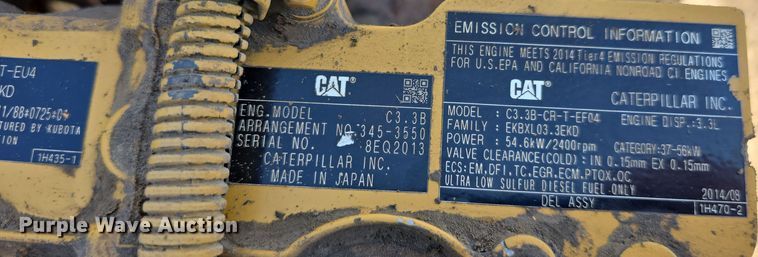 T-EU4
KD
1/88*0725*0
TURED BY KUBOTA
1H435-1
CAT
ENG.MODEL C3.3B
ARRANGEMENT NO. 345-3550
SERIAL NO. 8EQ2013
CATERPILLAR INC.
MADE IN JAPAN
EMISSION CONTROL INFORMATION
THIS ENGINE MEETS 2014 Tier4 EMISSION REGULATIONS
FOR U.S.EPA AND CALIFORNIA NONROAD CI ENGINES
CAT
CATERPILLAR INC.
MODEL : C3.3B-CR-T-EF04 ENGINE DISP.:3.3L
FAMILY : EKBXL03.3EKD
POWER : 54.6kW/2400rpm CATEGORY:37-56kW
VALVE CLEARANCE(COLD): IN 0.15mm EX 0.15mm
ECS:EM,DFI,TC,EGR,ECM,PTOX,OC
ULTRA LOW SULFUR DIESEL FUEL ONLY
2014/08
DEL ASSY
1H470-2
Purple Wave Auction